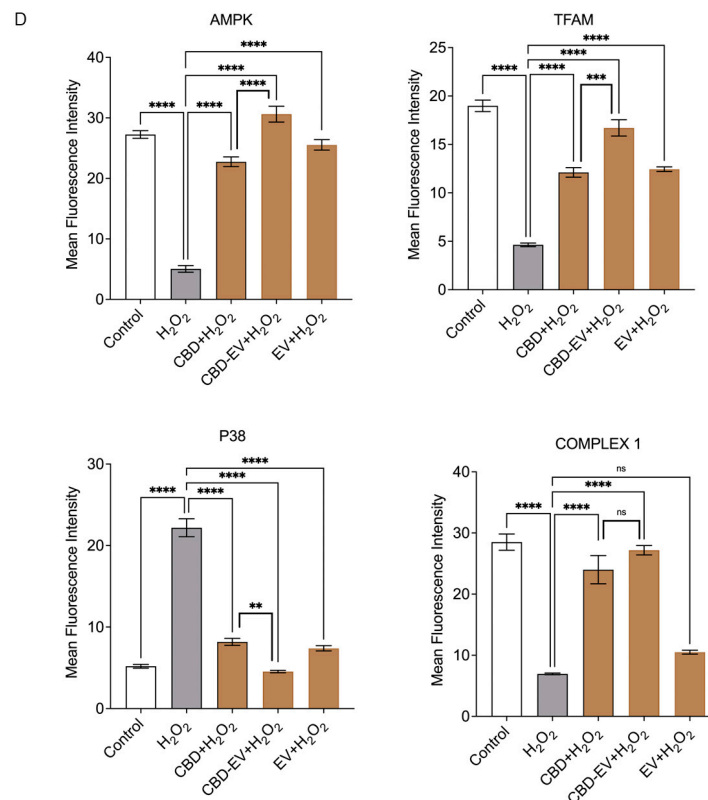 D
AMPK
Mean Fluorescence Intensity
40
30
20
10
0
****
****
****
****
****
Control
H₂O₂
CBD+H₂O₂
CBD-EV+H₂O₂
EV+H₂O₂
TFAM
Mean Fluorescence Intensity
25
20
15
10
5
0
****
****
****
****
***
Control
H₂O₂
CBD+H₂O₂
CBD-EV+H₂O₂
EV+H₂O₂
P38
Mean Fluorescence Intensity
30
20
10
0
****
****
****
****
**
Control
H₂O₂
CBD+H₂O₂
CBD-EV+H₂O₂
EV+H₂O₂
COMPLEX 1
Mean Fluorescence Intensity
40
30
20
10
0
ns
****
****
****
ns
Control
H₂O₂
CBD+H₂O₂
CBD-EV+H₂O₂
EV+H₂O₂